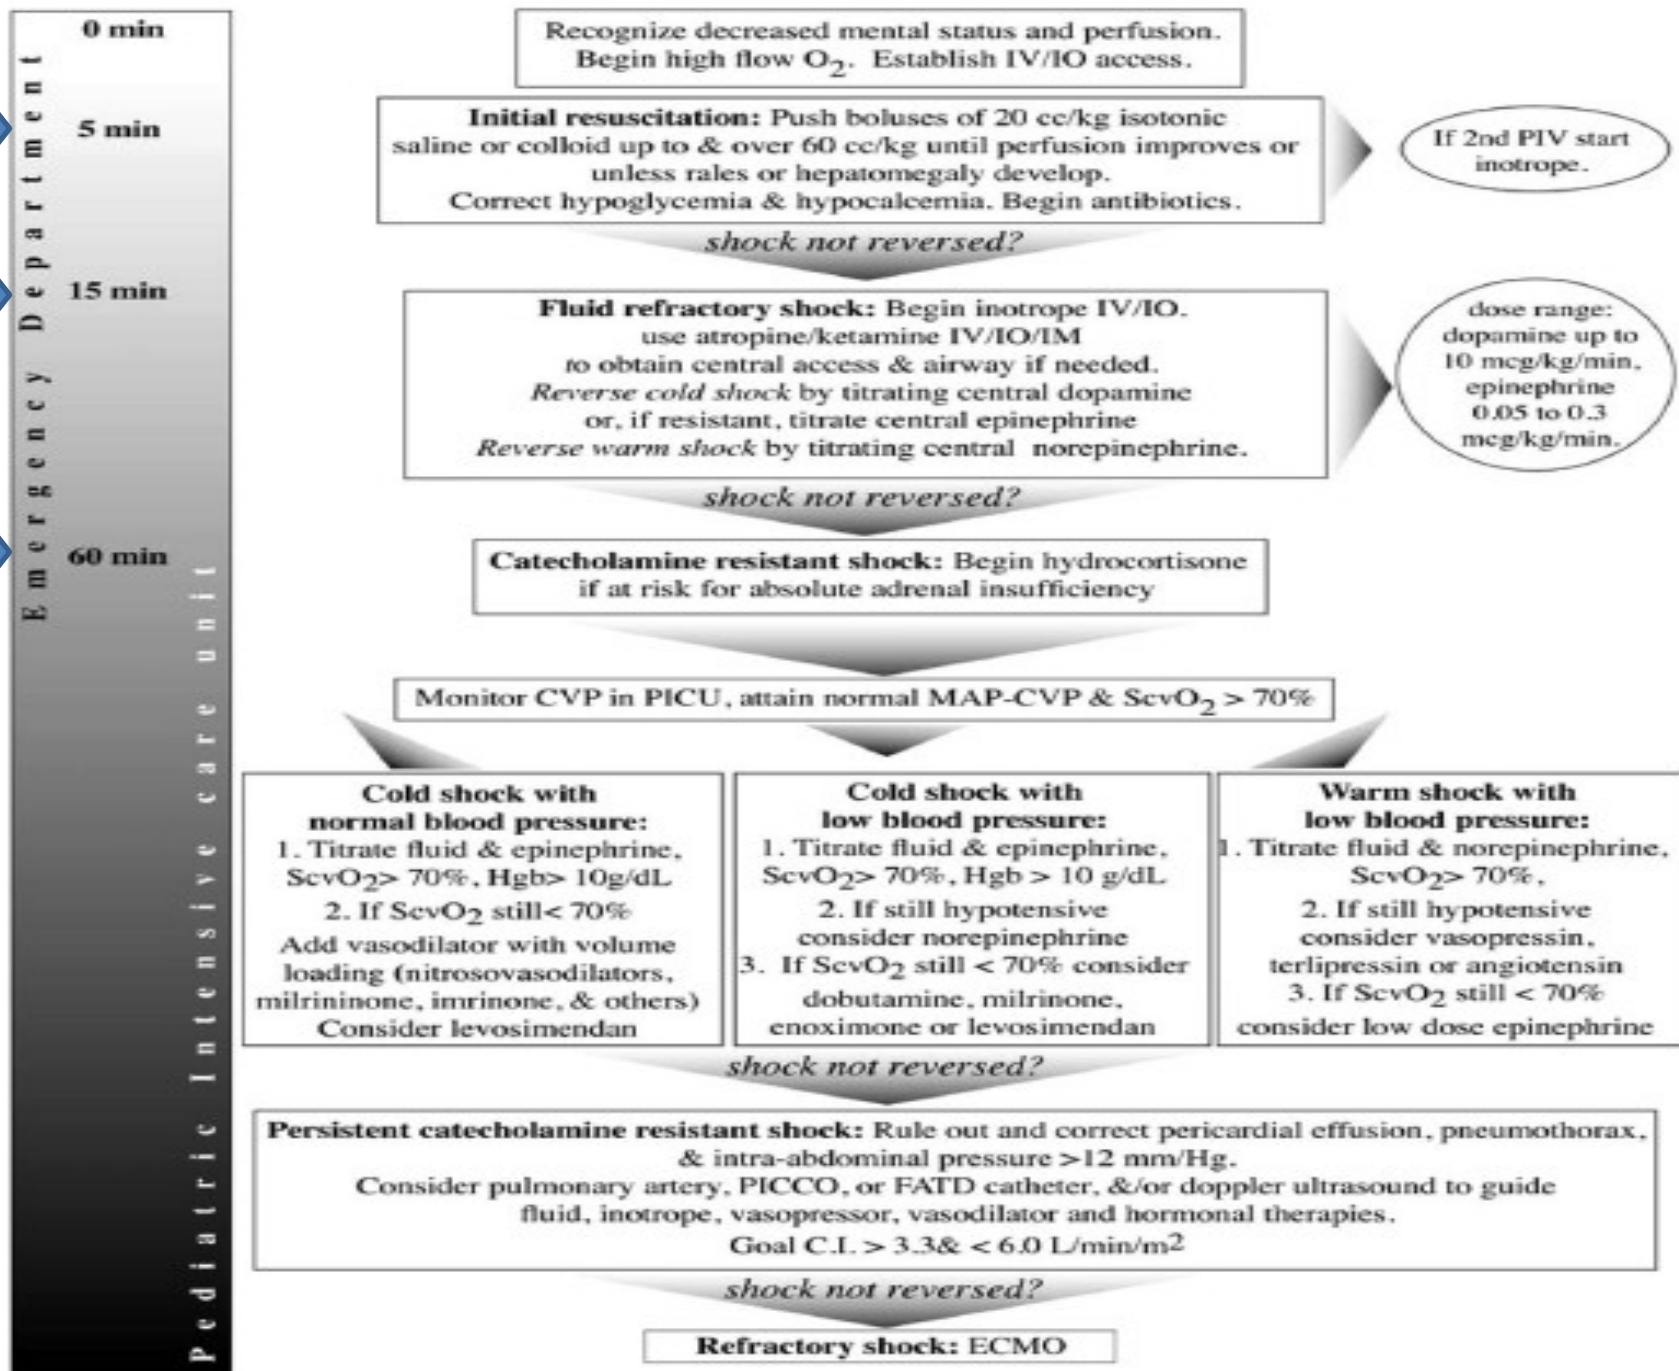 0 min
5 min
15 min
60 min
Emergency Department
Pediatric Intensive care unit
Recognize decreased mental status and perfusion.
Begin high flow O2. Establish IV/IO access.
Initial resuscitation: Push boluses of 20 cc/kg isotonic
saline or colloid up to & over 60 cc/kg until perfusion improves or
unless rales or hepatomegaly develop.
Correct hypoglycemia & hypocalcemia. Begin antibiotics.
If 2nd PIV start
inotrope.
shock not reversed?
Fluid refractory shock: Begin inotrope IV/IO.
use atropine/ketamine IV/IO/IM
to obtain central access & airway if needed.
Reverse cold shock by titrating central dopamine
or, if resistant, titrate central epinephrine
Reverse warm shock by titrating central norepinephrine.
dose range:
dopamine up to
10 mcg/kg/min,
epinephrine
0.05 to 0.3
mcg/kg/min.
shock not reversed?
Catecholamine resistant shock: Begin hydrocortisone
if at risk for absolute adrenal insufficiency
Monitor CVP in PICU, attain normal MAP-CVP & ScvO2 > 70%
Cold shock with
normal blood pressure:
1. Titrate fluid & epinephrine,
ScvO2> 70%, Hgb> 10g/dL
2. If ScvO2 still< 70%
Add vasodilator with volume
loading (nitrosovasodilators,
milrininone, imrinone, & others)
Consider levosimendan
Cold shock with
low blood pressure:
1. Titrate fluid & epinephrine,
ScvO2> 70%, Hgb > 10 g/dL
2. If still hypotensive
consider norepinephrine
3. If ScvO2 still < 70% consider
dobutamine, milrinone,
enoximone or levosimendan
Warm shock with
low blood pressure:
1. Titrate fluid & norepinephrine,
ScvO2> 70%,
2. If still hypotensive
consider vasopressin,
terlipressin or angiotensin
3. If ScvO2 still < 70%
consider low dose epinephrine
shock not reversed?
Persistent catecholamine resistant shock: Rule out and correct pericardial effusion, pneumothorax,
& intra-abdominal pressure >12 mm/Hg.
Consider pulmonary artery, PICCO, or FATD catheter, &/or doppler ultrasound to guide
fluid, inotrope, vasopressor, vasodilator and hormonal therapies.
Goal C.I. > 3.3& < 6.0 L/min/m2
shock not reversed?
Refractory shock: ECMO